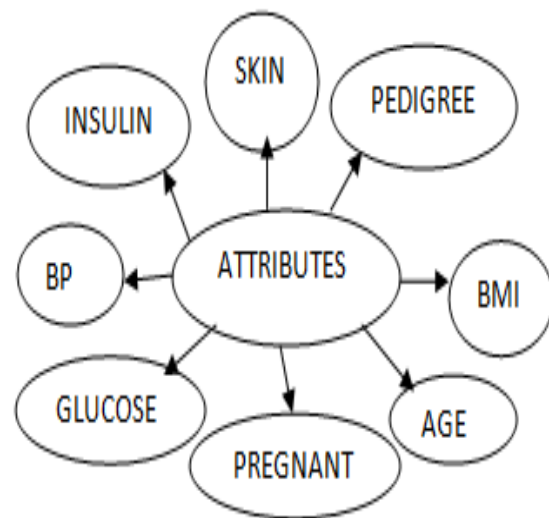 SKIN
PEDIGREE
INSULIN
ATTRIBUTES
BP
BMI
GLUCOSE
AGE
PREGNANT